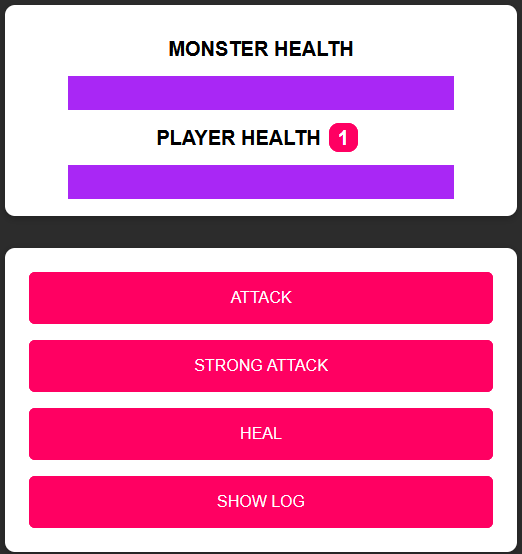 MONSTER HEALTH
PLAYER HEALTH 1
ATTACK
STRONG ATTACK
HEAL
SHOW LOG